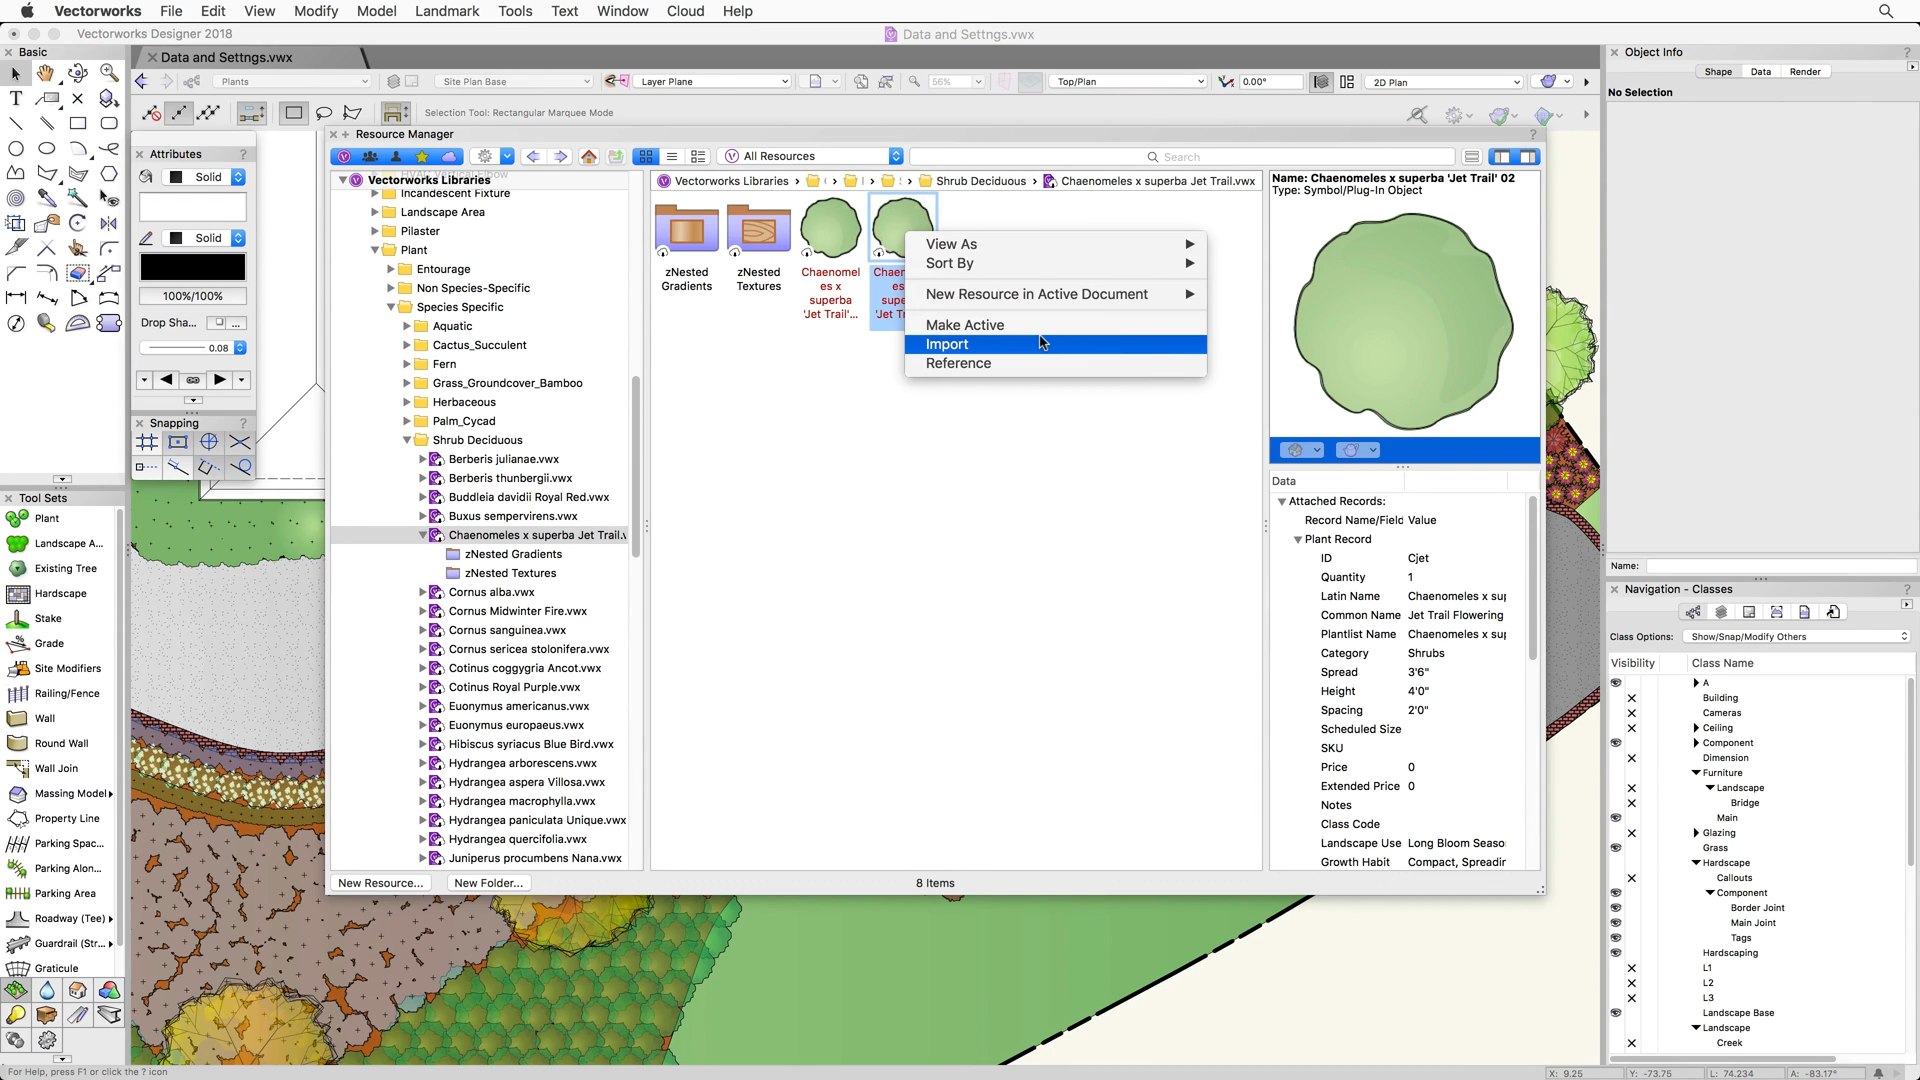 Vectorworks File Edit View Modify Model Landmark Tools Text Window Cloud Help
Vectorworks Designer 2018
Data and Settngs.vwx
Basic
Data and Settngs.vwx
Plants
Site Plan Base
Layer Plane
56%
Top/Plan
0.00°
2D Plan
Selection Tool: Rectangular Marquee Mode
Attributes ?
Solid
Solid
100%/100%
Drop Sha... ...
0.08
Snapping ?
Tool Sets
Plant
Landscape A...
Existing Tree
Hardscape
Stake
Grade
Site Modifiers
Railing/Fence
Wall
Round Wall
Wall Join
Massing Model
Property Line
Parking Spac...
Parking Alon...
Parking Area
Roadway (Tee)
Guardrail (Str...
Graticule
Resource Manager ?
All Resources
Search
Vectorworks Libraries
Incandescent Fixture
Landscape Area
Pilaster
Plant
Entourage
Non Species-Specific
Species Specific
Aquatic
Cactus_Succulent
Fern
Grass_Groundcover_Bamboo
Herbaceous
Palm_Cycad
Shrub Deciduous
Berberis julianae.vwx
Berberis thunbergii.vwx
Buddleia davidii Royal Red.vwx
Buxus sempervirens.vwx
Chaenomeles x superba Jet Trail.v
zNested Gradients
zNested Textures
Cornus alba.vwx
Cornus Midwinter Fire.vwx
Cornus sanguinea.vwx
Cornus sericea stolonifera.vwx
Cotinus coggygria Ancot.vwx
Cotinus Royal Purple.vwx
Euonymus americanus.vwx
Euonymus europaeus.vwx
Hibiscus syriacus Blue Bird.vwx
Hydrangea arborescens.vwx
Hydrangea aspera Villosa.vwx
Hydrangea macrophylla.vwx
Hydrangea paniculata Unique.vwx
Hydrangea quercifolia.vwx
Juniperus procumbens Nana.vwx
New Resource... New Folder...
Vectorworks Libraries › › › › Shrub Deciduous › Chaenomeles x superba Jet Trail.vwx
zNested
Gradients
zNested
Textures
Chaenomel
es x
superba
'Jet Trail'...
Chaen
es
supe
'Jet Tr
View As
Sort By
New Resource in Active Document
Make Active
Import
Reference
8 Items
Name: Chaenomeles x superba 'Jet Trail' 02
Type: Symbol/Plug-In Object
Data
Attached Records:
Record Name/Field Value
Plant Record
ID Cjet
Quantity 1
Latin Name Chaenomeles x sup
Common Name Jet Trail Flowering
Plantlist Name Chaenomeles x sup
Category Shrubs
Spread 3'6"
Height 4'0"
Spacing 2'0"
Scheduled Size
SKU
Price 0
Extended Price 0
Notes
Class Code
Landscape Use Long Bloom Seaso
Growth Habit Compact, Spreadin
Object Info ?
Shape Data Render
No Selection
Name:
Navigation - Classes ?
Class Options: Show/Snap/Modify Others
Visibility Class Name
A
Building
Cameras
Ceiling
Component
Dimension
Furniture
Landscape
Bridge
Main
Glazing
Grass
Hardscape
Callouts
Component
Border Joint
Main Joint
Tags
Hardscaping
L1
L2
L3
Landscape Base
Landscape
Creek
For Help, press F1 or click the ? icon
X: 9.25 Y: -73.75 L: 74.234 A: -83.17°